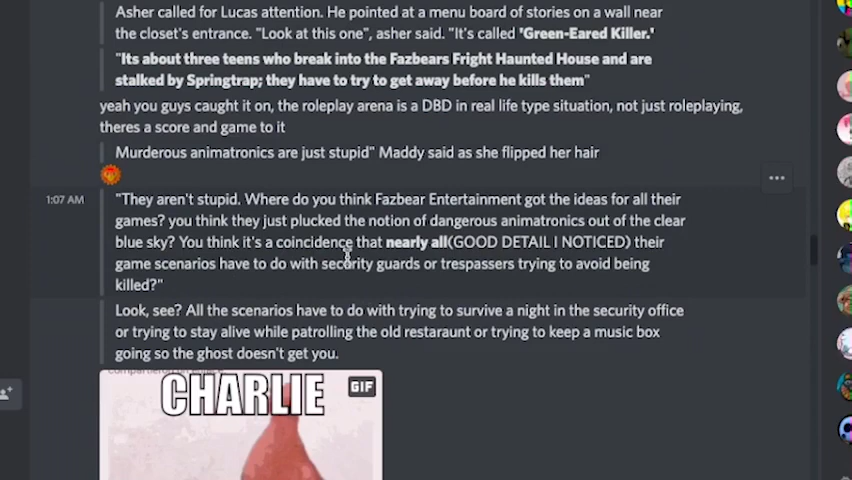 Asher called for Lucas attention. He pointed at a menu board of stories on a wall near
the closet's entrance. "Look at this one", asher said. "It's called 'Green-Eared Killer.'
"Its about three teens who break into the Fazbears Fright Haunted House and are
stalked by Springtrap; they have to try to get away before he kills them"
yeah you guys caught it on, the roleplay arena is a DBD in real life type situation, not just roleplaying,
theres a score and game to it
Murderous animatronics are just stupid" Maddy said as she flipped her hair
1:07 AM
"They aren't stupid. Where do you think Fazbear Entertainment got the ideas for all their
games? you think they just plucked the notion of dangerous animatronics out of the clear
blue sky? You think it's a coincidence that nearly all(GOOD DETAIL I NOTICED) their
game scenarios have to do with security guards or trespassers trying to avoid being
killed?"
Look, see? All the scenarios have to do with trying to survive a night in the security office
or trying to stay alive while patrolling the old restaraunt or trying to keep a music box
going so the ghost doesn't get you.
CHARLIE
GIF